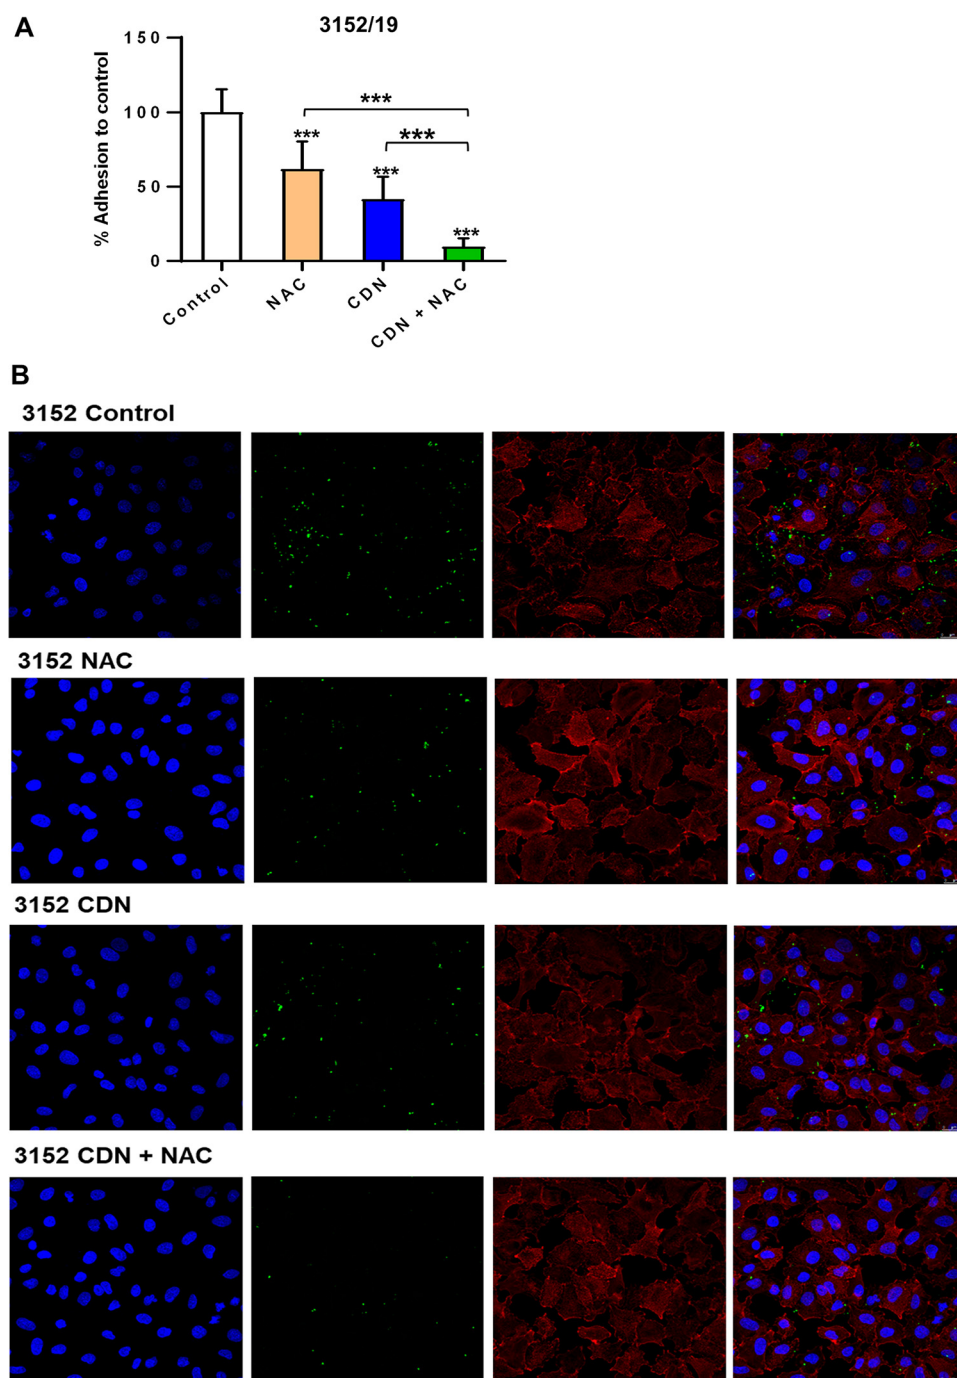 A
3152/19
% Adhesion to control
150
100
50
0
***
***
***
***
***
Control
NAC
CDN
CDN + NAC
B
3152 Control
3152 NAC
3152 CDN
3152 CDN + NAC